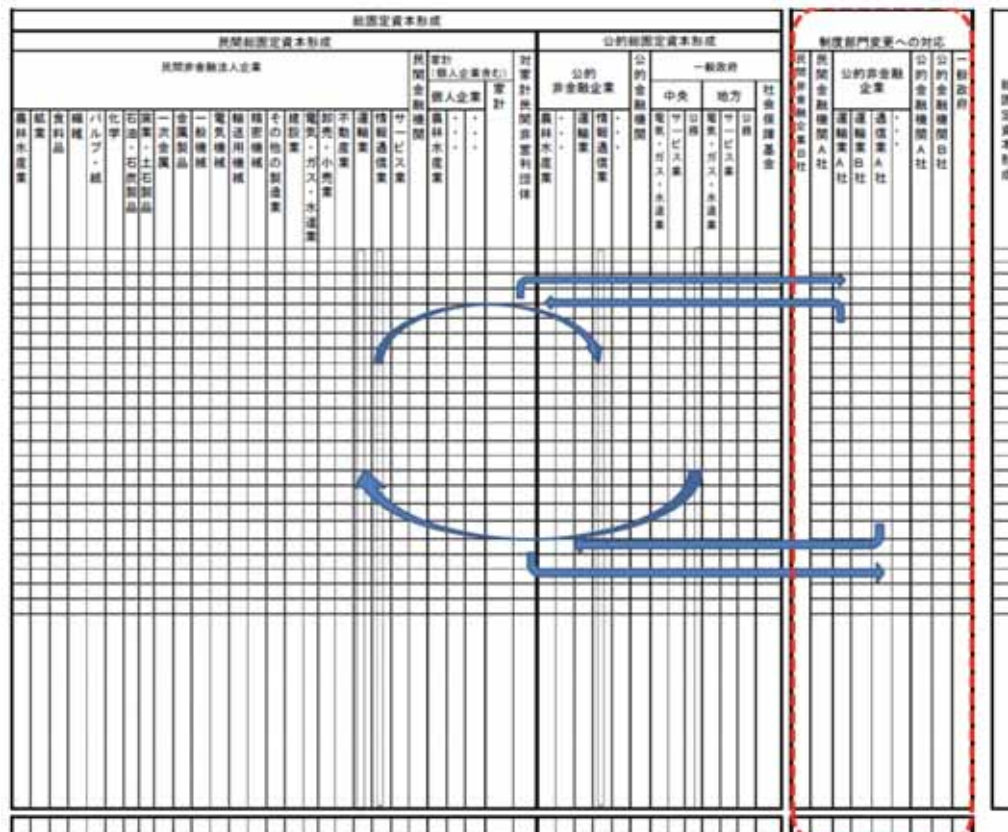 総固定資本形成
民間総固定資本形成
公的総固定資本形成
制度部門変更への対応
民間非金融法人企業
民間金融機関
家計
(個人企業含む)
個人企業
家計
対家計民間非営利団体
公的
非金融企業
公的金融機関
一般政府
中央
地方
社会保障基金
民間非金融企業B社
民間金融機関A社
公的非金融
企業
公的金融機関A社
公的金融機関B社
一般政府
農林水産業
鉱業
食料品
繊維
パルプ・紙
化学
石油・石炭製品
窯業・土石製品
一次金属
金属製品
一般機械
電気機械
輸送用機械
精密機械
その他の製造業
建設業
電気・ガス・水道業
卸売・小売業
不動産業
運輸業
情報通信業
サービス業
農林水産業
・・・
・・・
農林水産業
・・・
運輸業
情報通信業
・・・
電気・ガス・水道業
サービス業
公務
電気・ガス・水道業
サービス業
公務
運輸業A社
運輸業B社
通信業A社
・・・